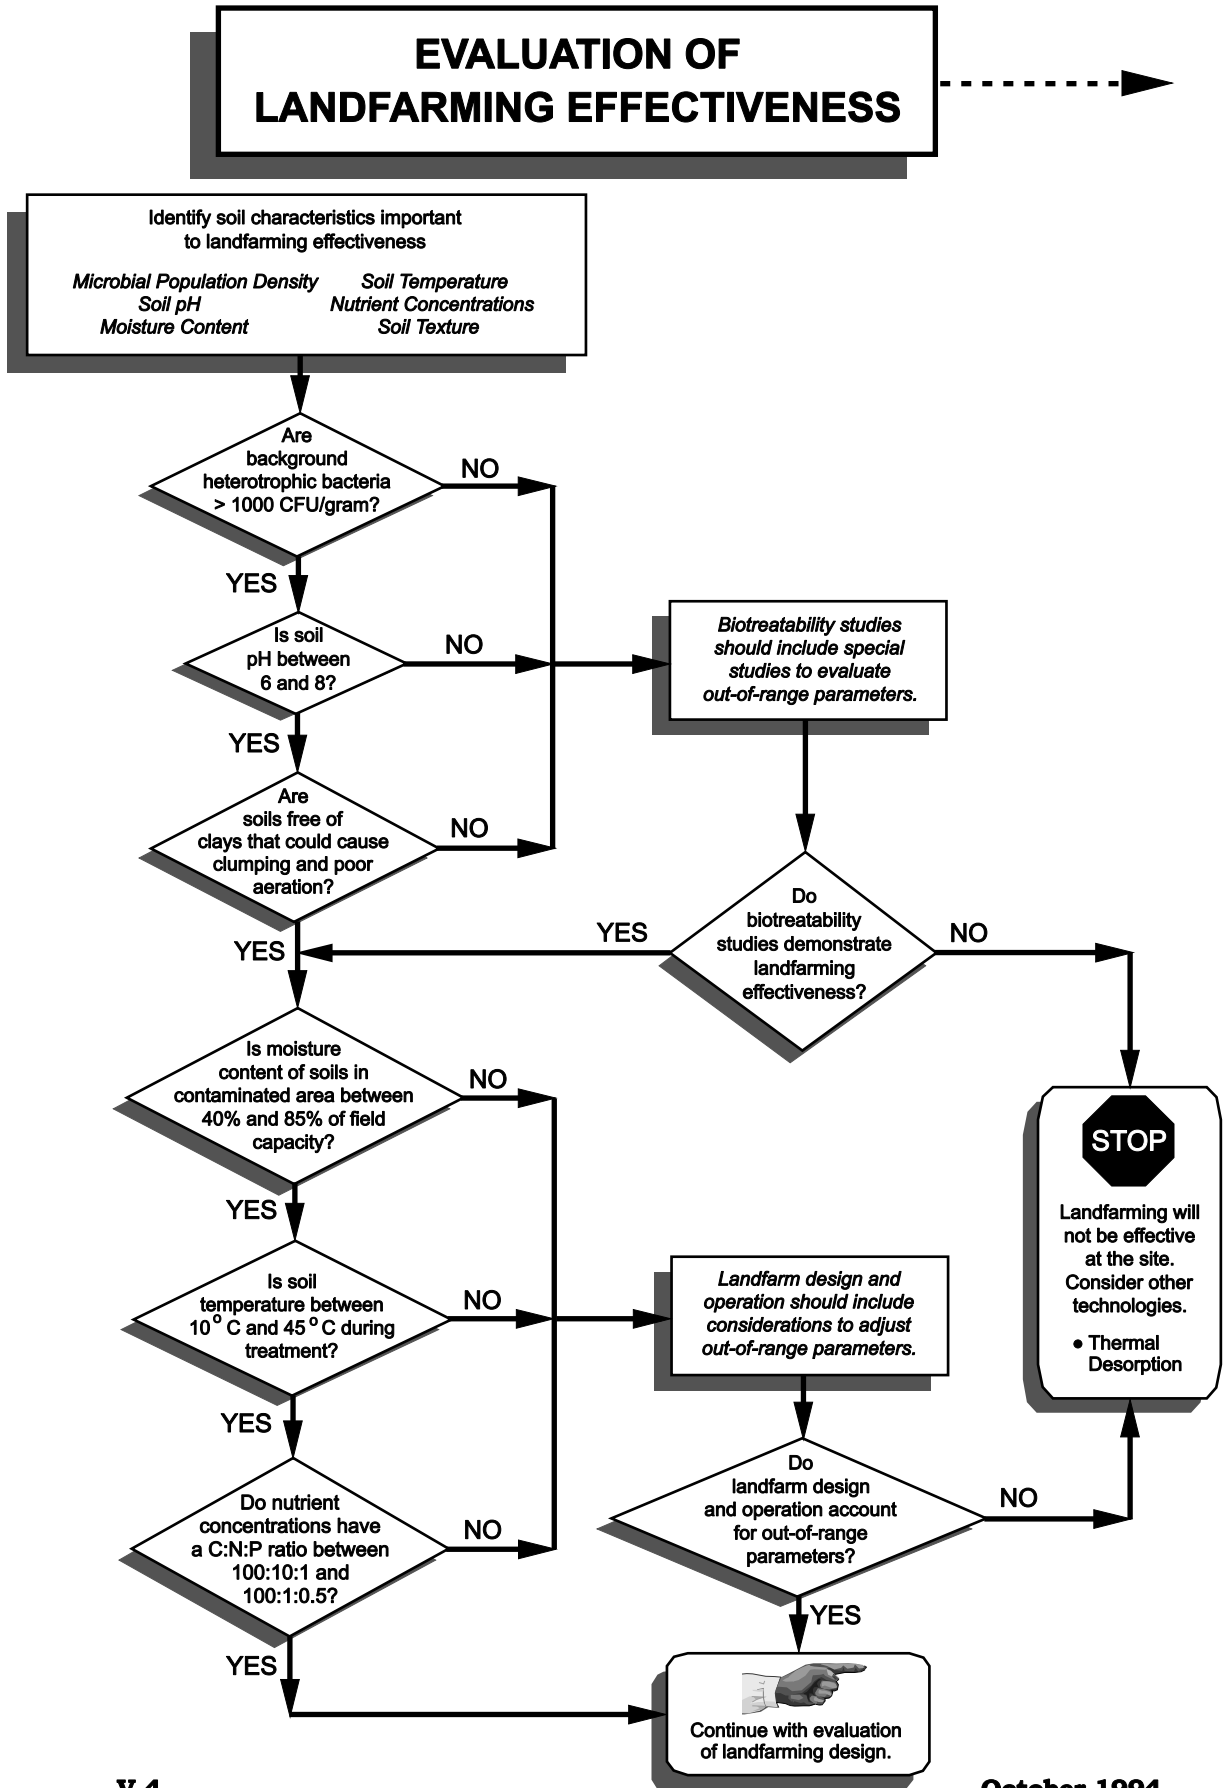 EVALUATION OF
LANDFARMING EFFECTIVENESS
Identify soil characteristics important
to landfarming effectiveness
Microbial Population Density
Soil pH
Moisture Content
Soil Temperature
Nutrient Concentrations
Soil Texture
Are
background
heterotrophic bacteria
> 1000 CFU/gram?
NO
YES
Is soil
pH between
6 and 8?
NO
YES
Are
soils free of
clays that could cause
clumping and poor
aeration?
NO
YES
Biotreatability studies
should include special
studies to evaluate
out-of-range parameters.
Do
biotreatability
studies demonstrate
landfarming
effectiveness?
YES
NO
Is moisture
content of soils in
contaminated area between
40% and 85% of field
capacity?
NO
YES
Is soil
temperature between
10° C and 45° C during
treatment?
NO
YES
Do nutrient
concentrations have
a C:N:P ratio between
100:10:1 and
100:1:0.5?
NO
YES
Landfarm design and
operation should include
considerations to adjust
out-of-range parameters.
Do
landfarm design
and operation account
for out-of-range
parameters?
NO
YES
STOP
Landfarming will
not be effective
at the site.
Consider other
technologies.
● Thermal
Desorption
Continue with evaluation
of landfarming design.
V-4
October 1994